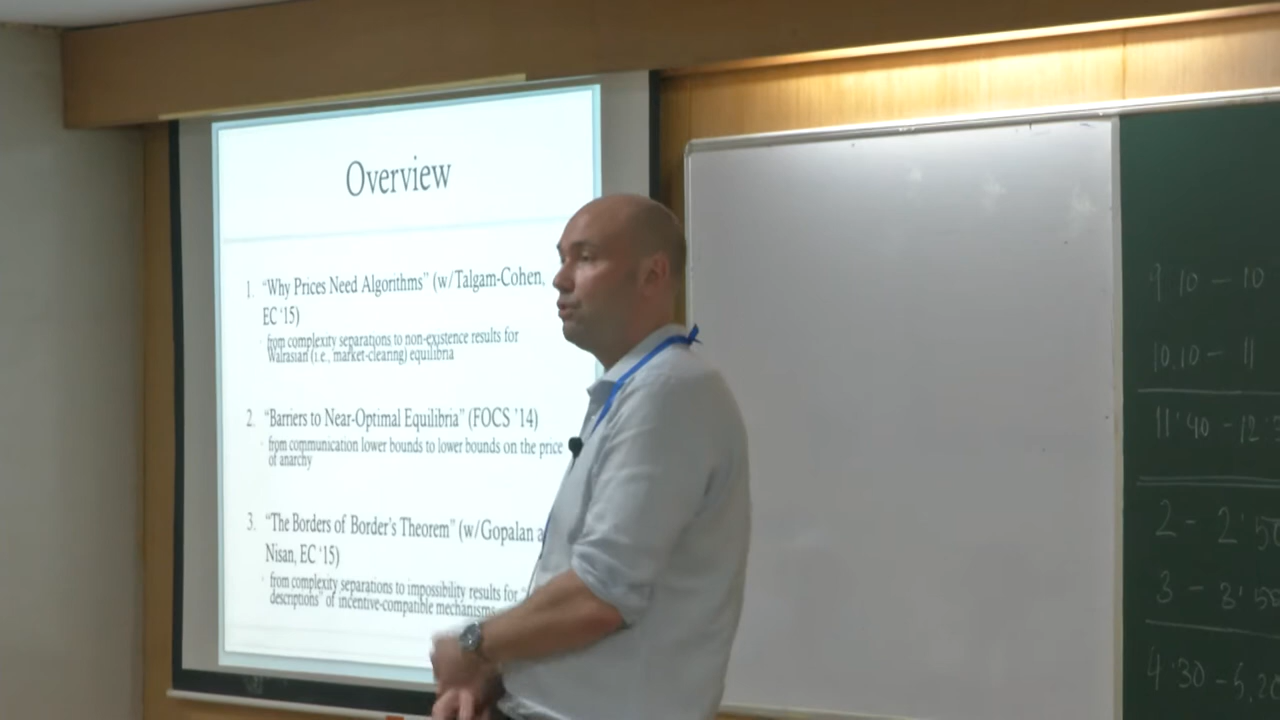 Overview
1. “Why Prices Need Algorithms” (w/Talgam-Cohen,
EC ‘15)
from complexity separations to non-existence results for
Walrasian (i.e., market-clearing) equilibria
2. “Barriers to Near-Optimal Equilibria” (FOCS ’14)
from communication lower bounds to lower bounds on the price
of anarchy
3. “The Borders of Border’s Theorem” (w/Gopalan
Nisan, EC ‘15)
from complexity separations to impossibility results for “
descriptions” of incentive-compatible mechanisms
9 10 – 10
10.10 – 11
11'40 – 12'
2 – 2'50
3 – 3'50
4'30 – 5.20